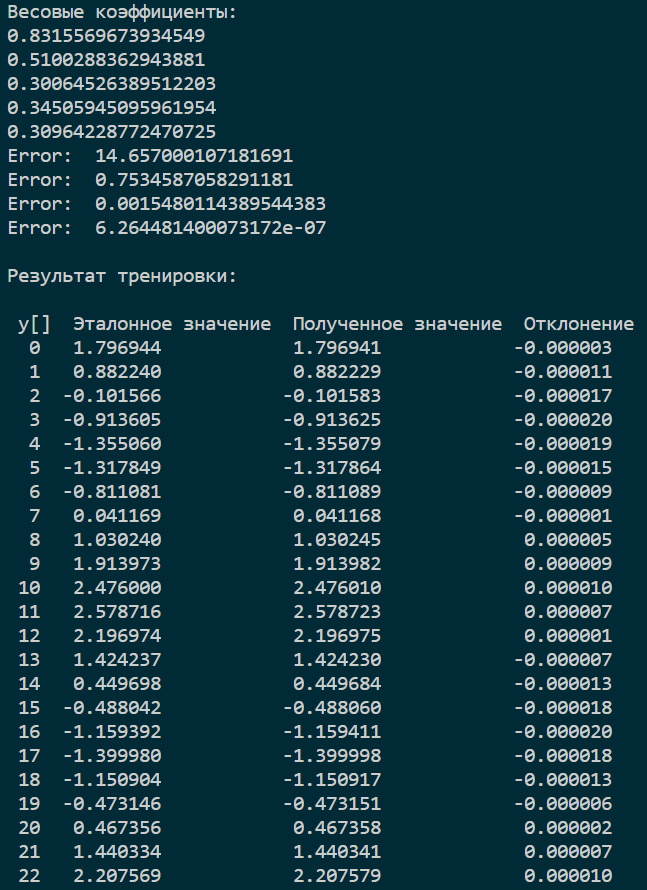 Весовые коэффициенты:
0.8315569673934549
0.5100288362943881
0.30064526389512203
0.34505945095961954
0.30964228772470725
Error:  14.657000107181691
Error:  0.7534587058291181
Error:  0.0015480114389544383
Error:  6.264481400073172e-07
Результат тренировки:
y[]  Эталонное значение  Полученное значение  Отклонение
0   1.796944            1.796941            -0.000003
1   0.882240            0.882229            -0.000011
2  -0.101566           -0.101583            -0.000017
3  -0.913605           -0.913625            -0.000020
4  -1.355060           -1.355079            -0.000019
5  -1.317849           -1.317864            -0.000015
6  -0.811081           -0.811089            -0.000009
7   0.041169            0.041168            -0.000001
8   1.030240            1.030245             0.000005
9   1.913973            1.913982             0.000009
10   2.476000            2.476010             0.000010
11   2.578716            2.578723             0.000007
12   2.196974            2.196975             0.000001
13   1.424237            1.424230            -0.000007
14   0.449698            0.449684            -0.000013
15  -0.488042           -0.488060            -0.000018
16  -1.159392           -1.159411            -0.000020
17  -1.399980           -1.399998            -0.000018
18  -1.150904           -1.150917            -0.000013
19  -0.473146           -0.473151            -0.000006
20   0.467356            0.467358             0.000002
21   1.440334            1.440341             0.000007
22   2.207569            2.207579             0.000010